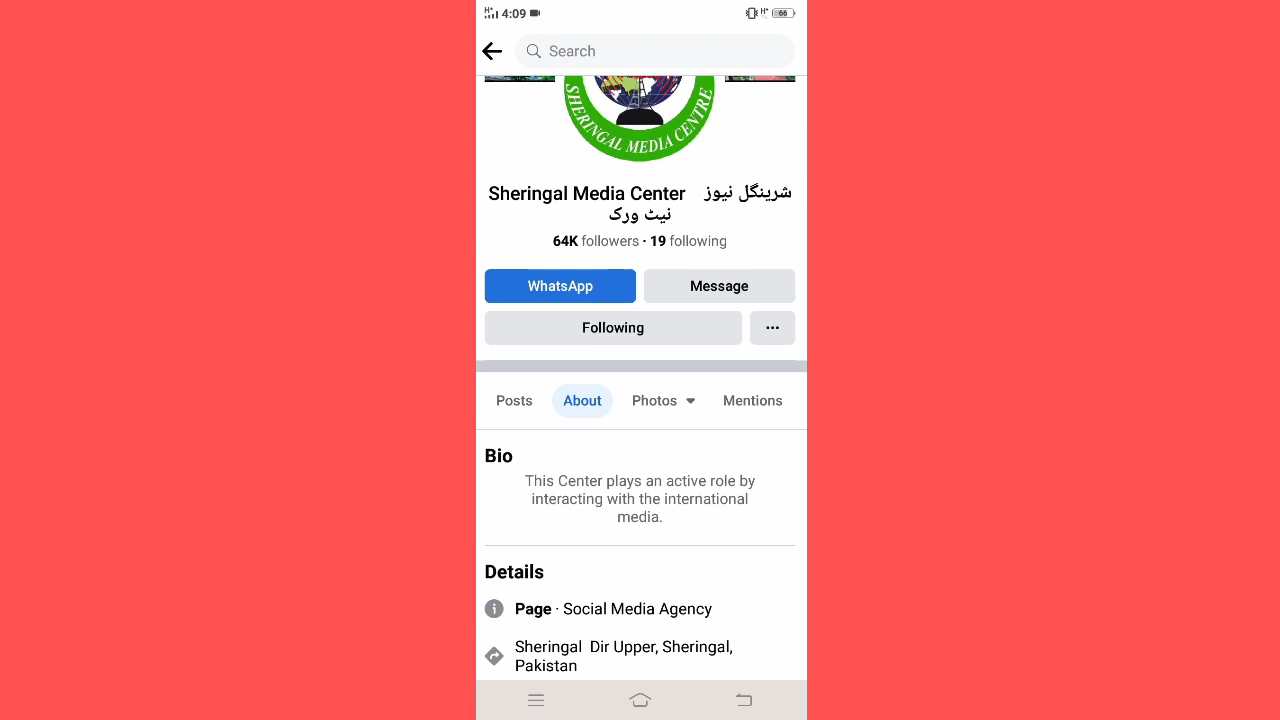 H+ 4:09 H+ 66
Search
SHERINGAL MEDIA CENTRE
Sheringal Media Center شرینگل نیوز
نیٹ ورک
64K followers · 19 following
WhatsApp Message
Following ···
Posts About Photos Mentions
Bio
This Center plays an active role by
interacting with the international
media.
Details
Page · Social Media Agency
Sheringal Dir Upper, Sheringal,
Pakistan